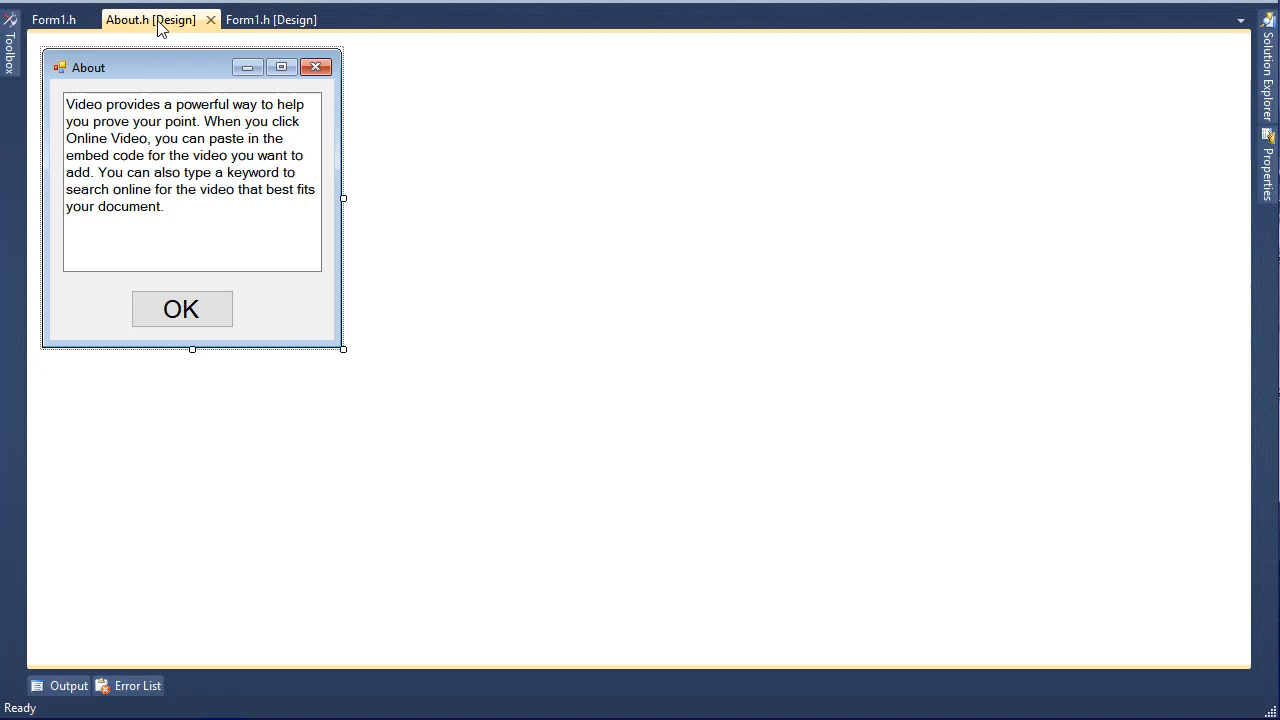 Form1.h About.h [Design] Form1.h [Design]
Toolbox
Solution Explorer
Properties
About
Video provides a powerful way to help
you prove your point. When you click
Online Video, you can paste in the
embed code for the video you want to
add. You can also type a keyword to
search online for the video that best fits
your document.
OK
Output Error List
Ready